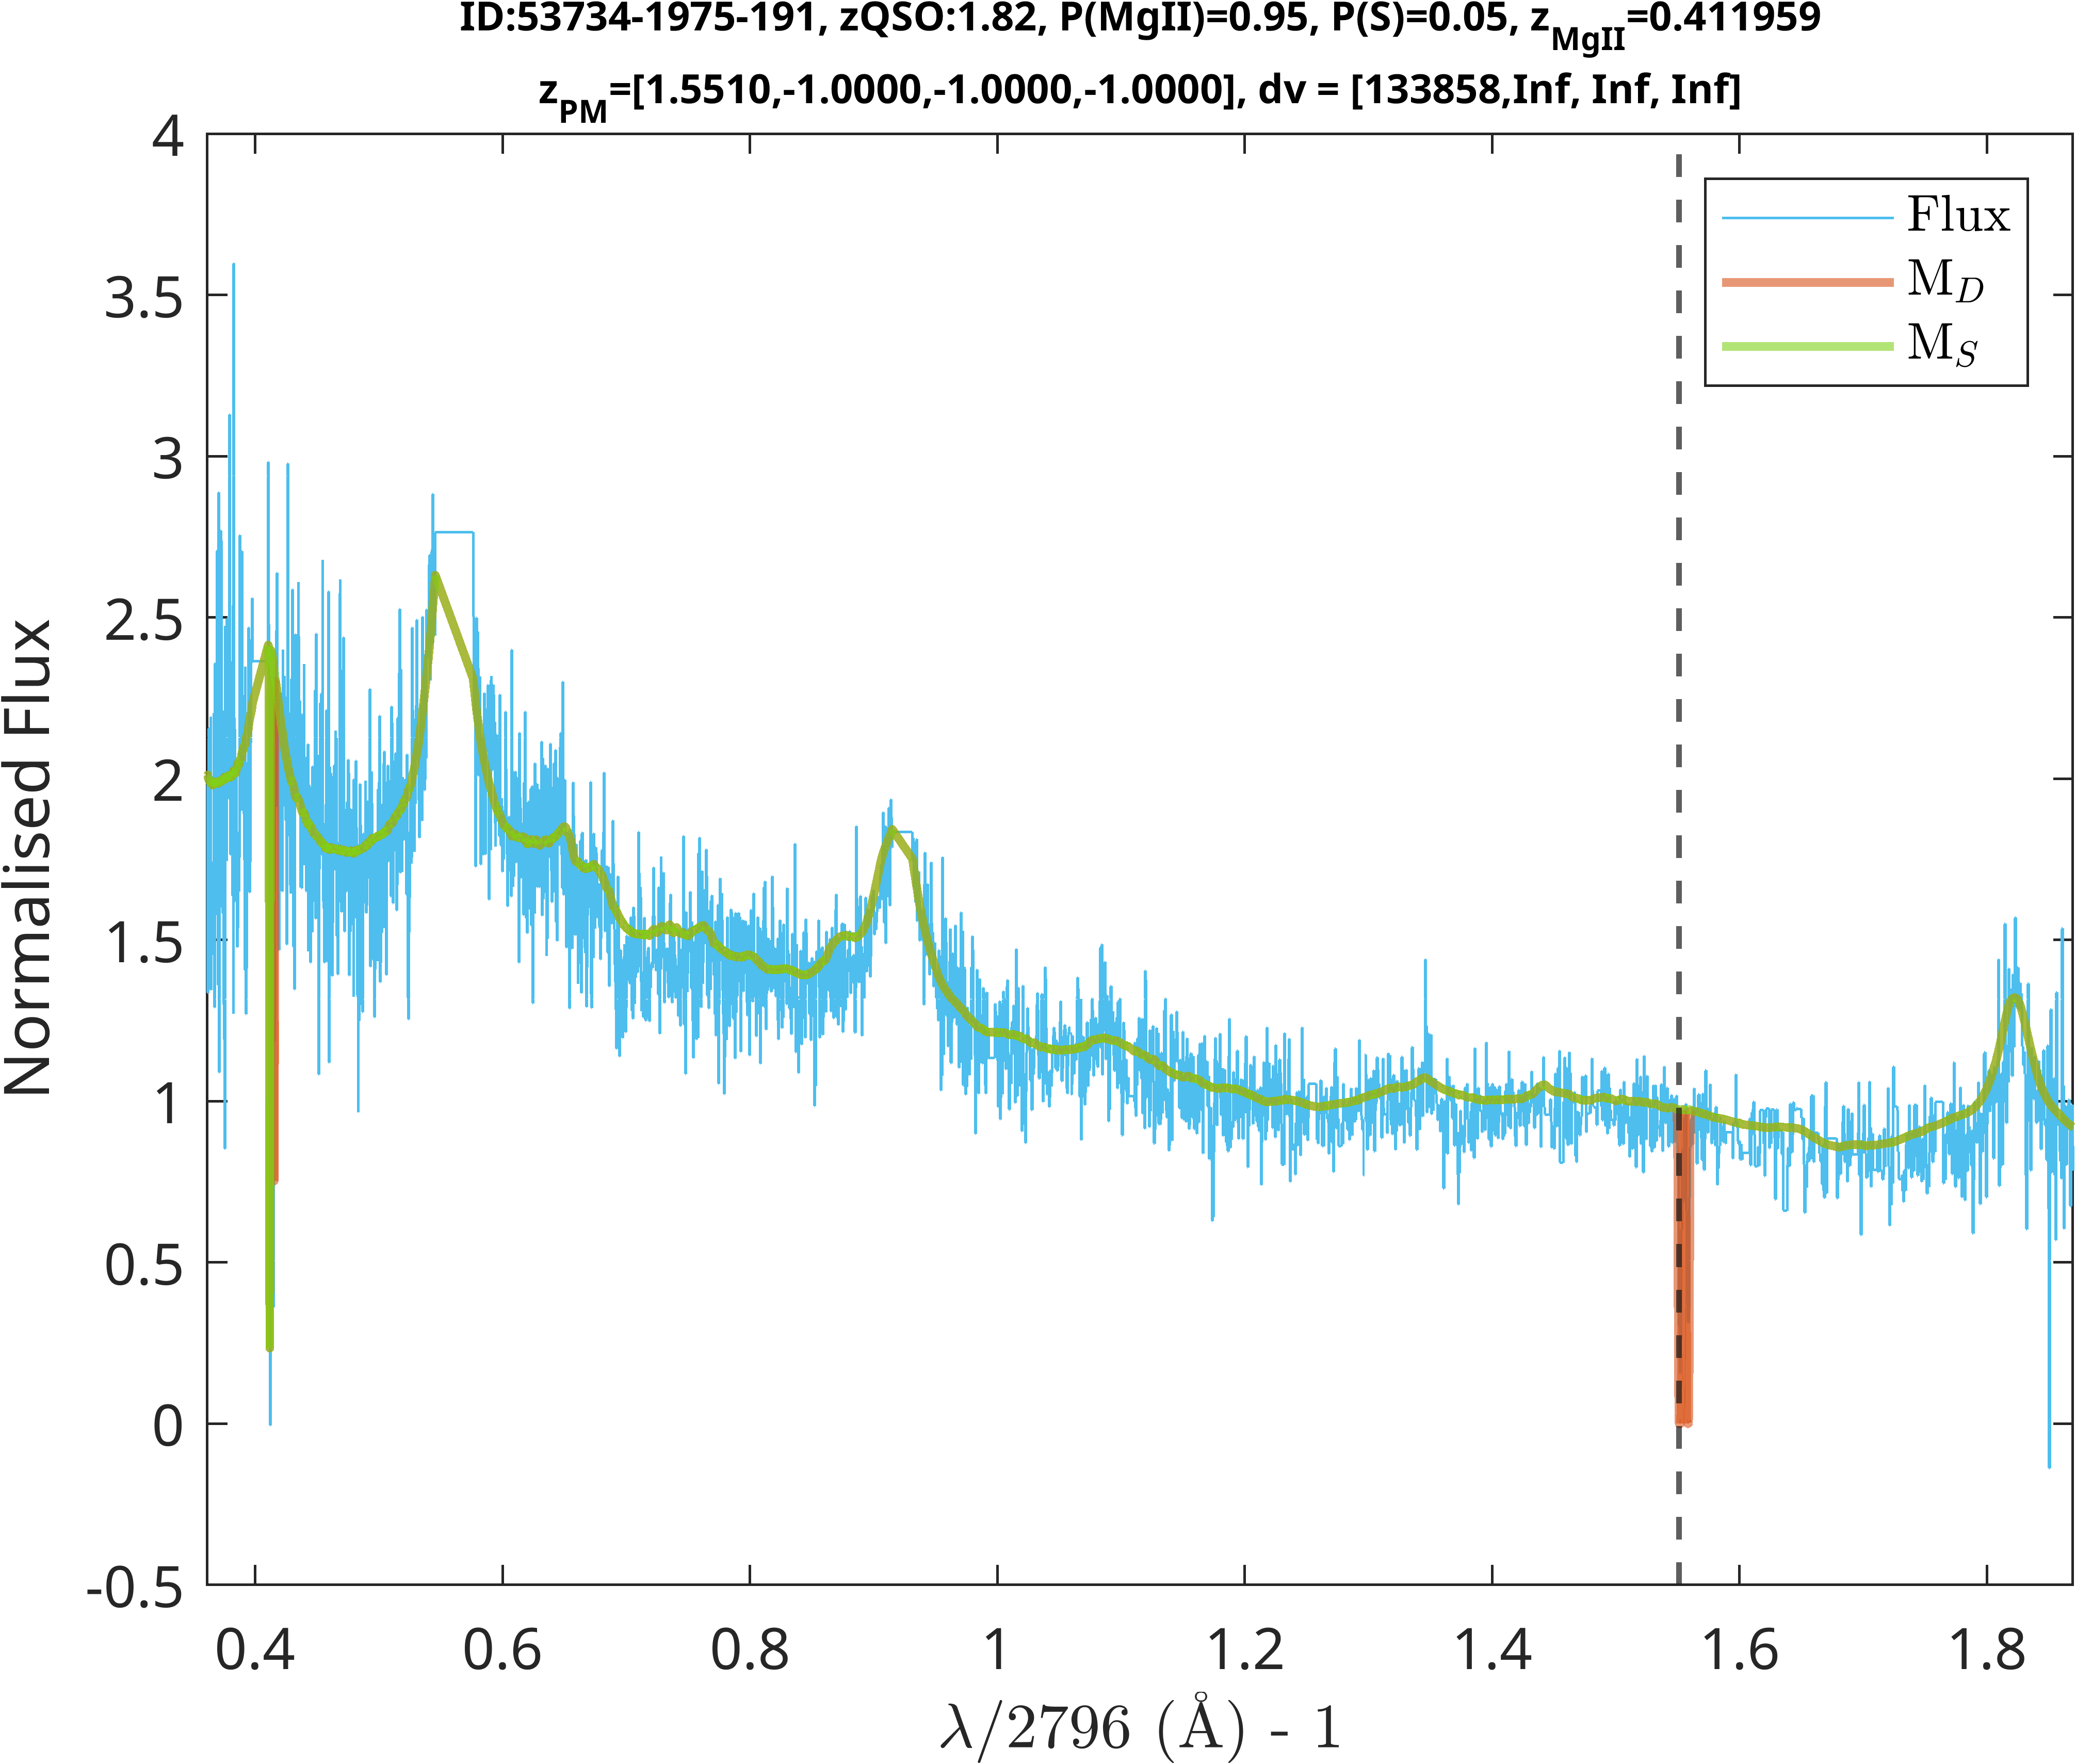 ID:53734-1975-191, zQSO:1.82, P(MgII)=0.95, P(S)=0.05, zMgII=0.411959
zPM=[1.5510,-1.0000,-1.0000,-1.0000], dv = [133858,Inf, Inf, Inf]
4
3.5
3
2.5
2
1.5
1
0.5
0
-0.5
Normalised Flux
Flux
MD
MS
0.4 0.6 0.8 1 1.2 1.4 1.6 1.8
λ/2796 (Å) - 1